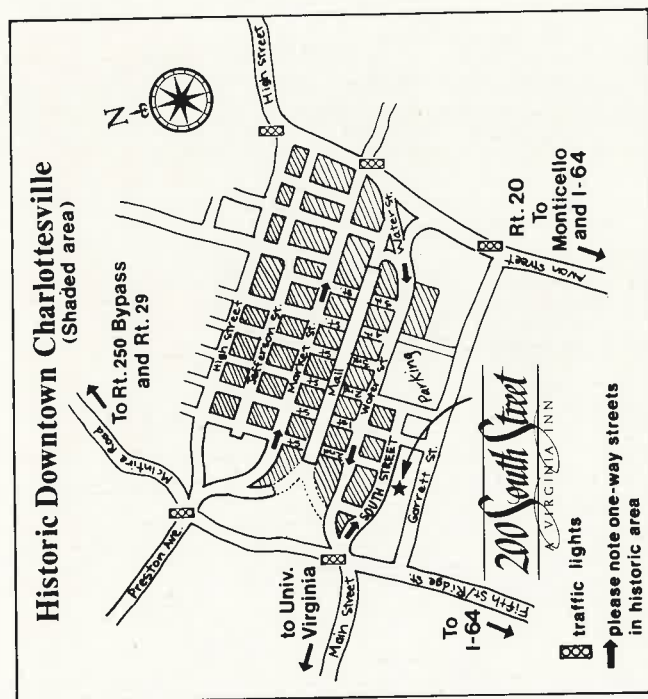 Historic Downtown Charlottesville
(Shaded area)
To Rt. 250 Bypass
and Rt. 29
McIntire Road
Preston Ave.
N
High Street
High Street
Jefferson St.
Market St.
Mall
Water St.
Water St.
SOUTH STREET
Garrett St.
Parking
to Univ.
Virginia
Main Street
To
I-64
Fifth St/Ridge St.
Rt. 20
To
Monticello
and I-64
Avon Street
200 South Street
A VIRGINIA INN
traffic lights
please note one-way streets
in historic area